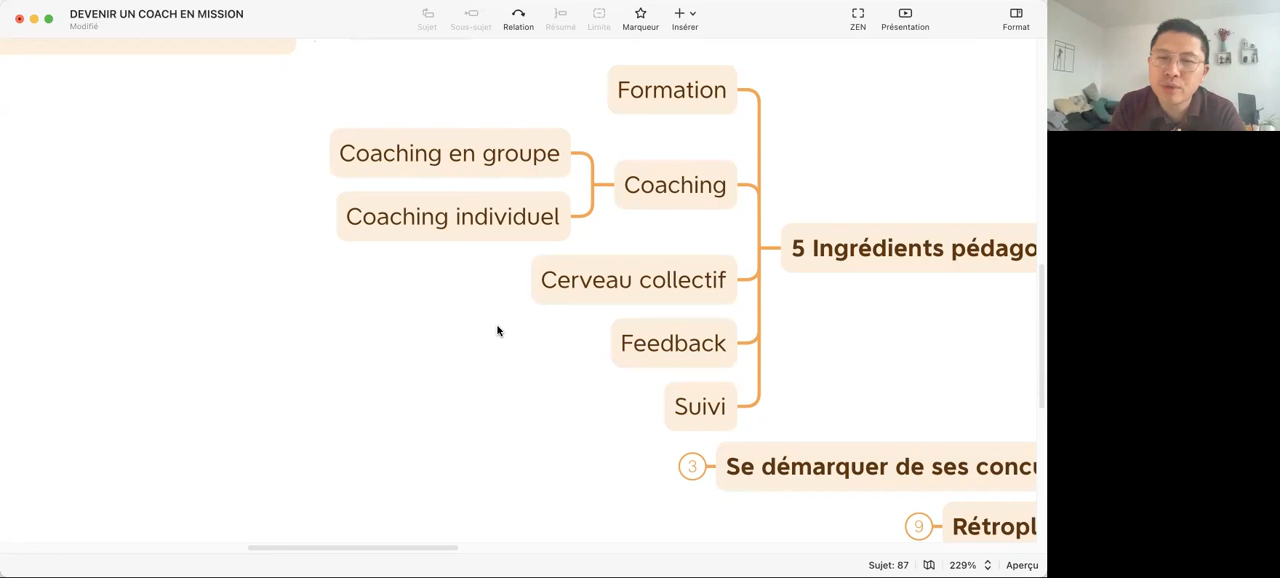 DEVENIR UN COACH EN MISSION
Modifié
Sujet
Sous-sujet
Relation
Résumé
Limite
Marqueur
Insérer
ZEN
Présentation
Format
Formation
Coaching en groupe
Coaching
Coaching individuel
5 Ingrédients pédago
Cerveau collectif
Feedback
Suivi
3 Se démarquer de ses conc
9 Rétropl
Sujet: 87
229%
Aperçu